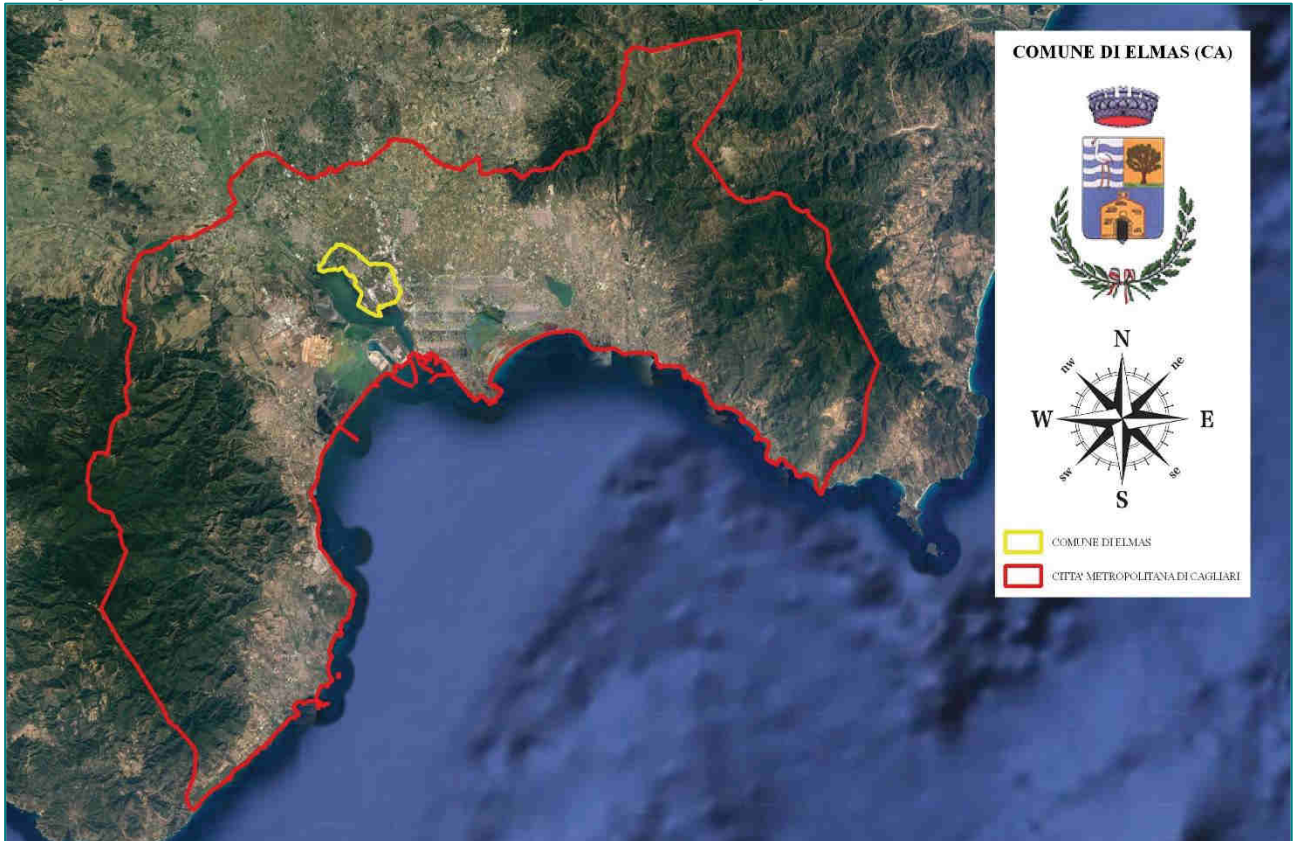 COMUNE DI ELMAS (CA)
N
nw
ne
W
E
sw
se
S
COMUNE DI ELMAS
CITTA' METROPOLITANA DI CAGLIARI